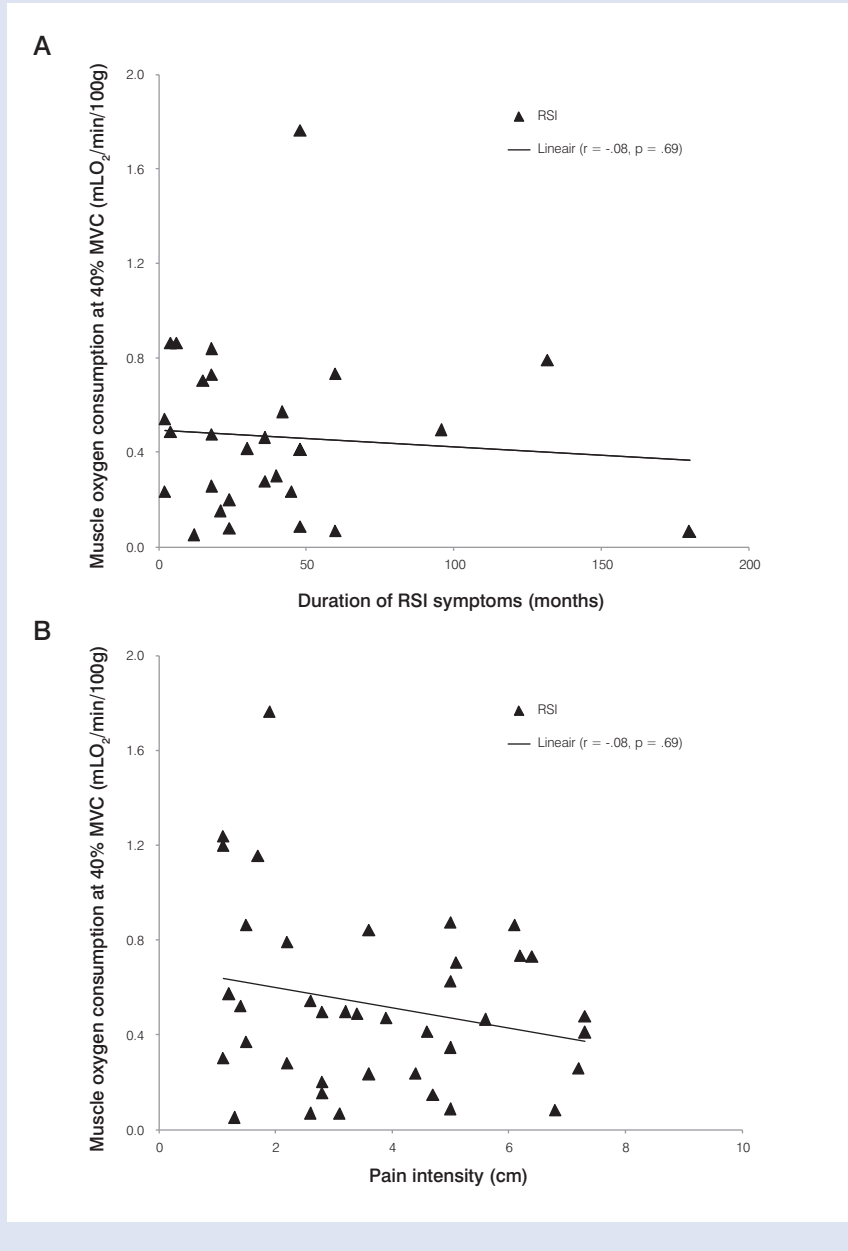 A
Muscle oxygen consumption at 40% MVC (mLO₂/min/100g)
2.0
1.6
1.2
0.8
0.4
0.0
RSI
Lineair (r = -.08, p = .69)
0 50 100 150 200
Duration of RSI symptoms (months)
B
Muscle oxygen consumption at 40% MVC (mLO₂/min/100g)
2.0
1.6
1.2
0.8
0.4
0.0
RSI
Lineair (r = -.08, p = .69)
0 2 4 6 8 10
Pain intensity (cm)